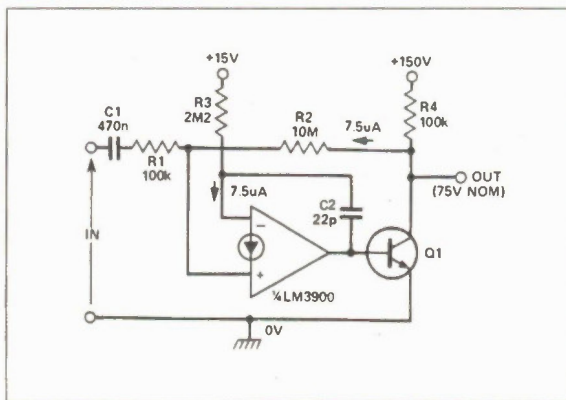 +15V
+150V
R3
2M2
R4
100k
C1
470n
R2
10M
7.5uA
R1
100k
OUT
(75V NOM)
7.5uA
C2
22p
IN
−
+
Q1
¼LM3900
0V